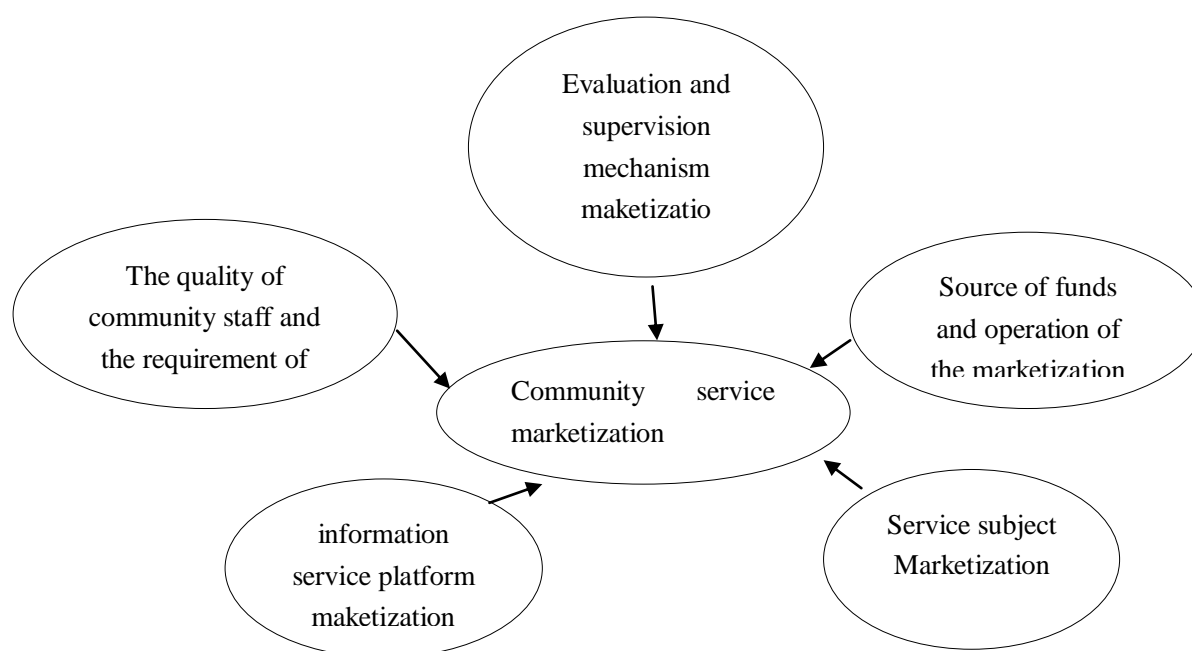 Evaluation and
supervision
mechanism
maketizatio
The quality of
community staff and
the requirement of
Source of funds
and operation of
the marketization
Community service
marketization
information
service platform
maketization
Service subject
Marketization